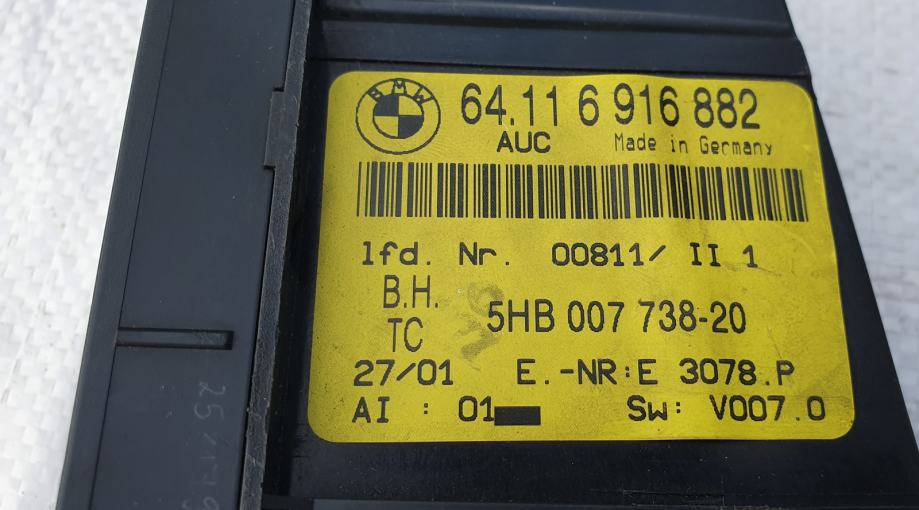 BMW
64.11 6 916 882
AUC Made in Germany
lfd. Nr. 00811/ II 1
B.H.
TC 5HB 007 738-20
27/01 E.-NR:E 3078.P
AI : 01 Sw: V007.0